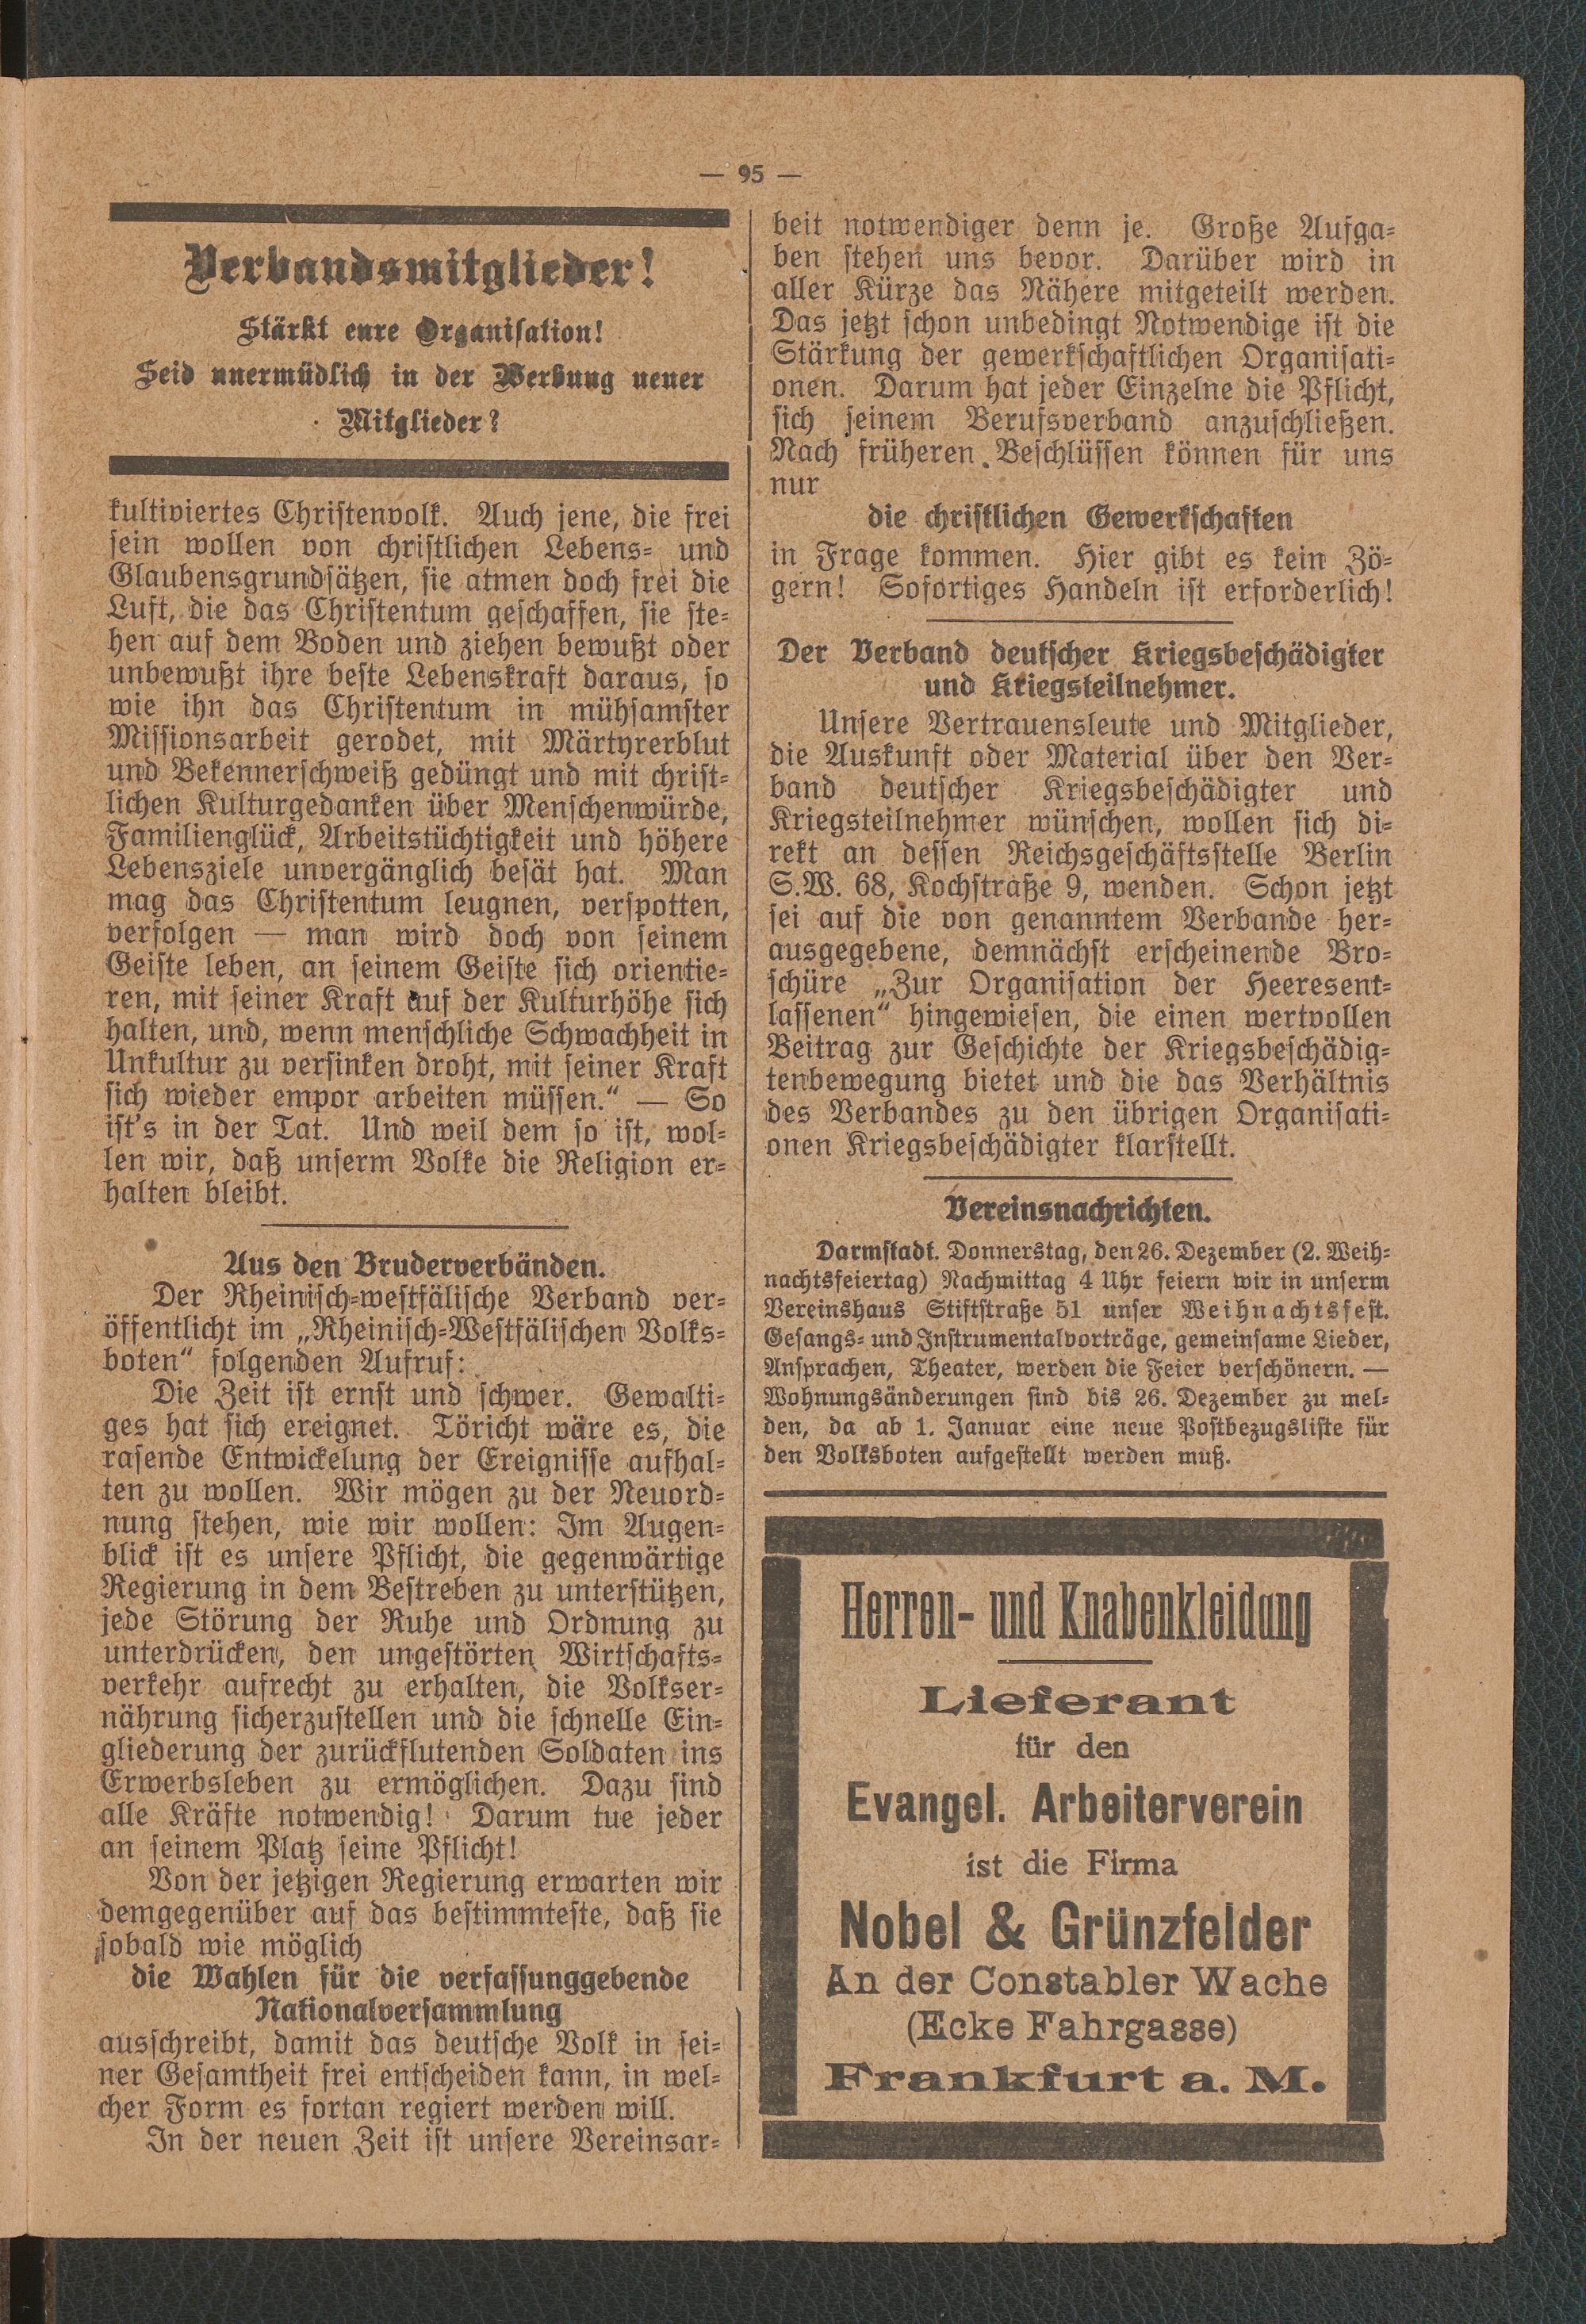 — 95 —
Verbandsmitglieder!
Stärkt eure Organisation!
Seid unermüdlich in der Werbung neuer
Mitglieder?
kultiviertes Christenvolk. Auch jene, die frei
sein wollen von christlichen Lebens- und
Glaubensgrundsätzen, sie atmen doch frei die
Luft, die das Christentum geschaffen, sie ste-
hen auf dem Boden und ziehen bewußt oder
unbewußt ihre beste Lebenskraft daraus, so
wie ihn das Christentum in mühsamster
Missionsarbeit gerodet, mit Märtyrerblut
und Bekennerschweiß gedüngt und mit christ-
lichen Kulturgedanken über Menschenwürde,
Familienglück, Arbeitstüchtigkeit und höhere
Lebensziele unvergänglich besät hat. Man
mag das Christentum leugnen, verspotten,
verfolgen — man wird doch von seinem
Geiste leben, an seinem Geiste sich orientie-
ren, mit seiner Kraft auf der Kulturhöhe sich
halten, und, wenn menschliche Schwachheit in
Unkultur zu versinken droht, mit seiner Kraft
sich wieder empor arbeiten müssen.“ — So
ist's in der Tat. Und weil dem so ist, wol-
len wir, daß unserm Volke die Religion er-
halten bleibt.
Aus den Bruderverbänden.
Der Rheinisch-westfälische Verband ver-
öffentlicht im „Rheinisch-Westfälischen Volks-
boten“ folgenden Aufruf:
Die Zeit ist ernst und schwer. Gewalti-
ges hat sich ereignet. Töricht wäre es, die
rasende Entwickelung der Ereignisse aufhal-
ten zu wollen. Wir mögen zu der Neuord-
nung stehen, wie wir wollen: Im Augen-
blick ist es unsere Pflicht, die gegenwärtige
Regierung in dem Bestreben zu unterstützen,
jede Störung der Ruhe und Ordnung zu
unterdrücken, den ungestörten Wirtschafts-
verkehr aufrecht zu erhalten, die Volkser-
nährung sicherzustellen und die schnelle Ein-
gliederung der zurückflutenden Soldaten ins
Erwerbsleben zu ermöglichen. Dazu sind
alle Kräfte notwendig! Darum tue jeder
an seinem Platz seine Pflicht!
Von der jetzigen Regierung erwarten wir
demgegenüber auf das bestimmteste, daß sie
sobald wie möglich
die Wahlen für die verfassunggebende
Nationalversammlung
ausschreibt, damit das deutsche Volk in sei-
ner Gesamtheit frei entscheiden kann, in wel-
cher Form es fortan regiert werden will.
In der neuen Zeit ist unsere Vereinsar-
beit notwendiger denn je. Große Aufga-
ben stehen uns bevor. Darüber wird in
aller Kürze das Nähere mitgeteilt werden.
Das jetzt schon unbedingt Notwendige ist die
Stärkung der gewerkschaftlichen Organisati-
onen. Darum hat jeder Einzelne die Pflicht,
sich seinem Berufsverband anzuschließen.
Nach früheren Beschlüssen können für uns
nur
die christlichen Gewerkschaften
in Frage kommen. Hier gibt es kein Zö-
gern! Sofortiges Handeln ist erforderlich!
Der Verband deutscher Kriegsbeschädigter
und Kriegsteilnehmer.
Unsere Vertrauensleute und Mitglieder,
die Auskunft oder Material über den Ver-
band deutscher Kriegsbeschädigter und
Kriegsteilnehmer wünschen, wollen sich di-
rekt an dessen Reichsgeschäftsstelle Berlin
S.W. 68, Kochstraße 9, wenden. Schon jetzt
sei auf die von genanntem Verbande her-
ausgegebene, demnächst erscheinende Bro-
schüre „Zur Organisation der Heeresent-
lassenen“ hingewiesen, die einen wertvollen
Beitrag zur Geschichte der Kriegsbeschädig-
tenbewegung bietet und die das Verhältnis
des Verbandes zu den übrigen Organisati-
onen Kriegsbeschädigter klarstellt.
Vereinsnachrichten.
Darmstadt. Donnerstag, den 26. Dezember (2. Weih-
nachtsfeiertag) Nachmittag 4 Uhr feiern wir in unserm
Vereinshaus Stiftstraße 51 unser Weihnachtsfest.
Gesangs- und Instrumentalvorträge, gemeinsame Lieder,
Ansprachen, Theater, werden die Feier verschönern. —
Wohnungsänderungen sind bis 26. Dezember zu mel-
den, da ab 1. Januar eine neue Postbezugsliste für
den Volksboten aufgestellt werden muß.
Herren- und Knabenkleidung
Lieferant
für den
Evangel. Arbeiterverein
ist die Firma
Nobel & Grünzfelder
An der Constabler Wache
(Ecke Fahrgasse)
Frankfurt a. M.